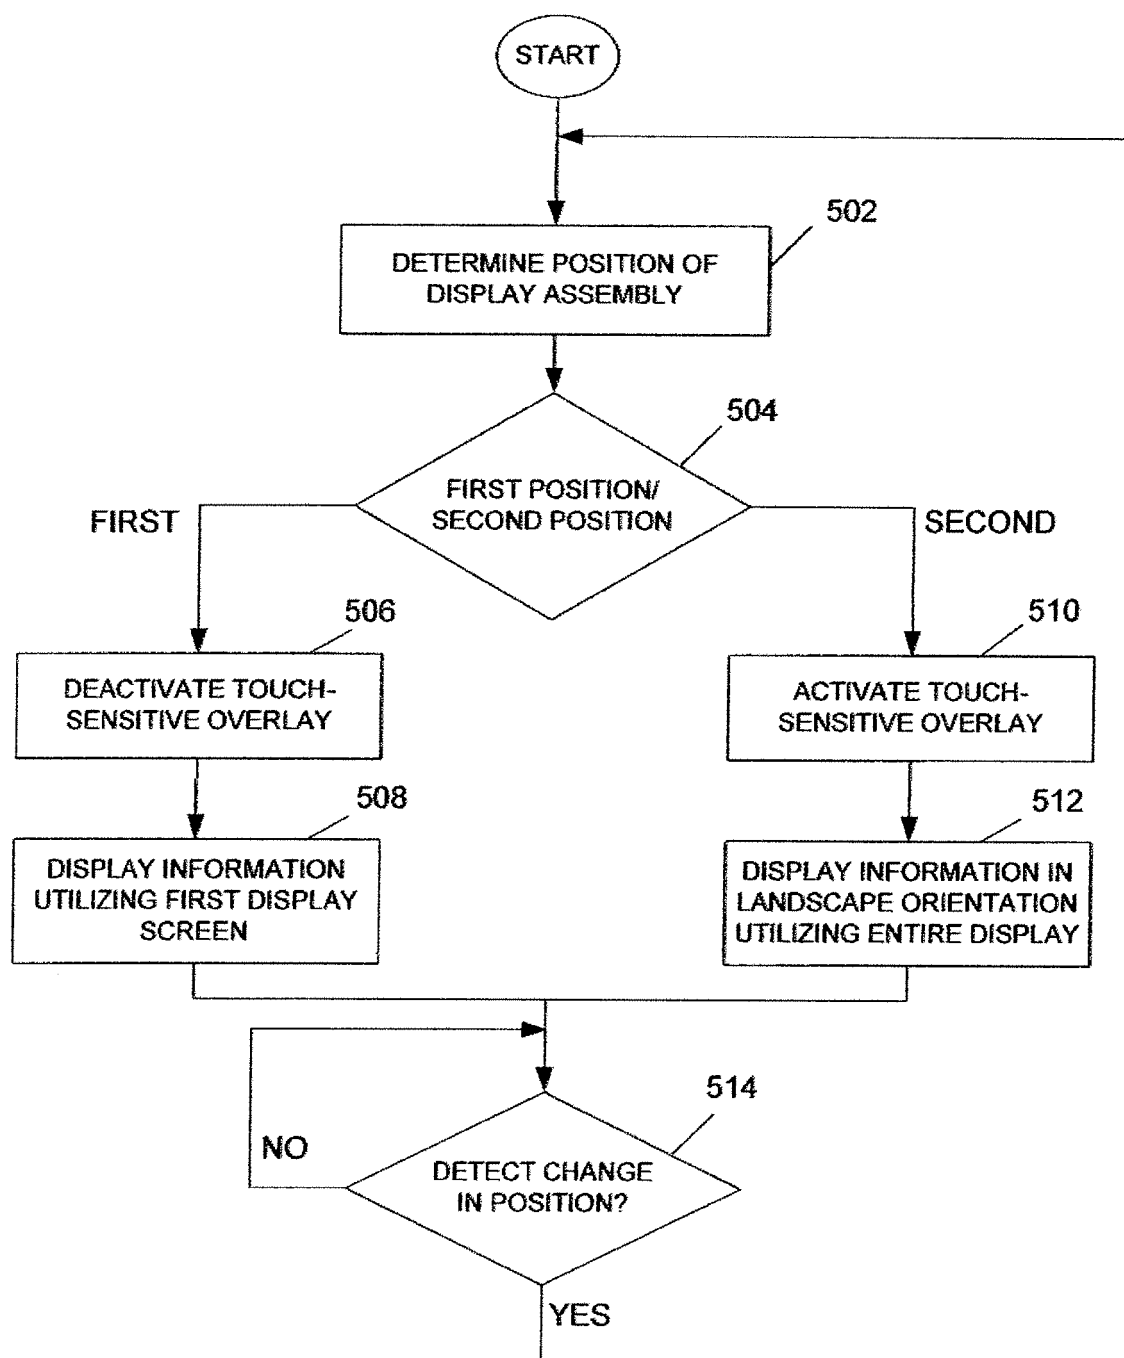 START
502
DETERMINE POSITION OF
DISPLAY ASSEMBLY
504
FIRST POSITION/
SECOND POSITION
FIRST
SECOND
506
DEACTIVATE TOUCH-
SENSITIVE OVERLAY
510
ACTIVATE TOUCH-
SENSITIVE OVERLAY
508
DISPLAY INFORMATION
UTILIZING FIRST DISPLAY
SCREEN
512
DISPLAY INFORMATION IN
LANDSCAPE ORIENTATION
UTILIZING ENTIRE DISPLAY
514
NO
DETECT CHANGE
IN POSITION?
YES